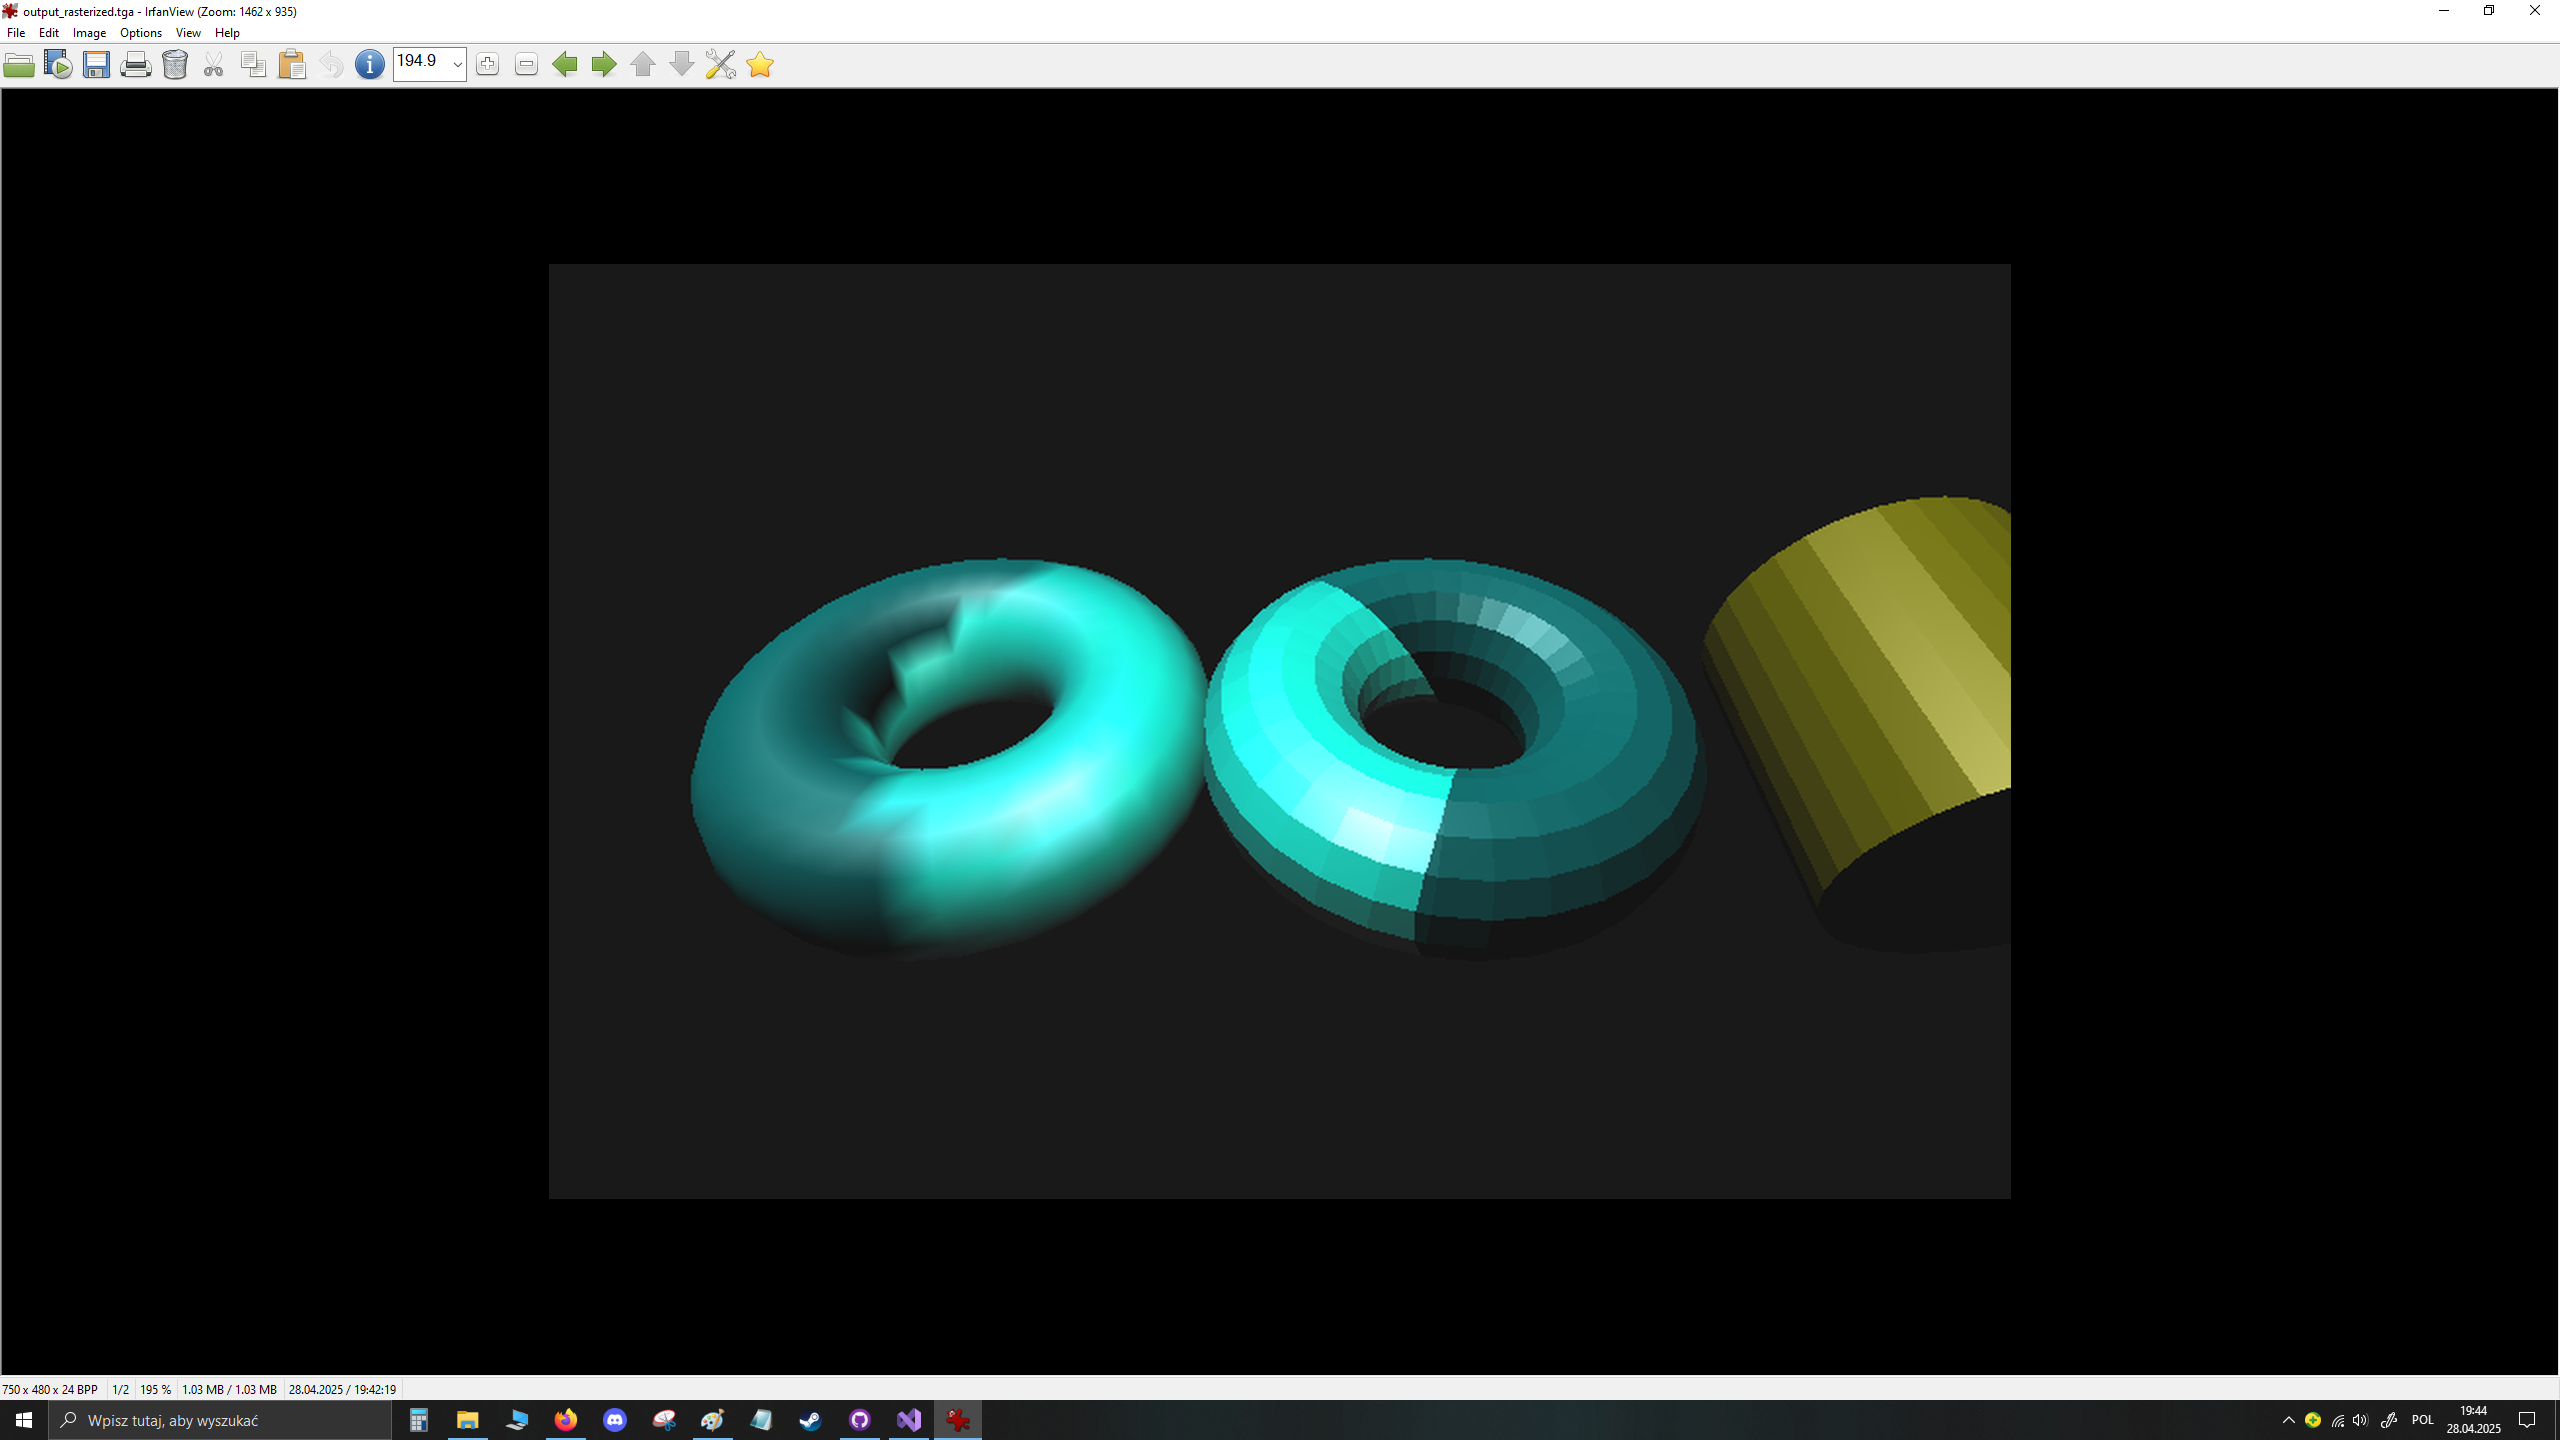 output_rasterized.tga - IrfanView (Zoom: 1462 x 935)
File Edit Image Options View Help
194.9
750 x 480 x 24 BPP 1/2 195 % 1.03 MB / 1.03 MB 28.04.2025 / 19:42:19
Wpisz tutaj, aby wyszukać
POL
19:44
28.04.2025